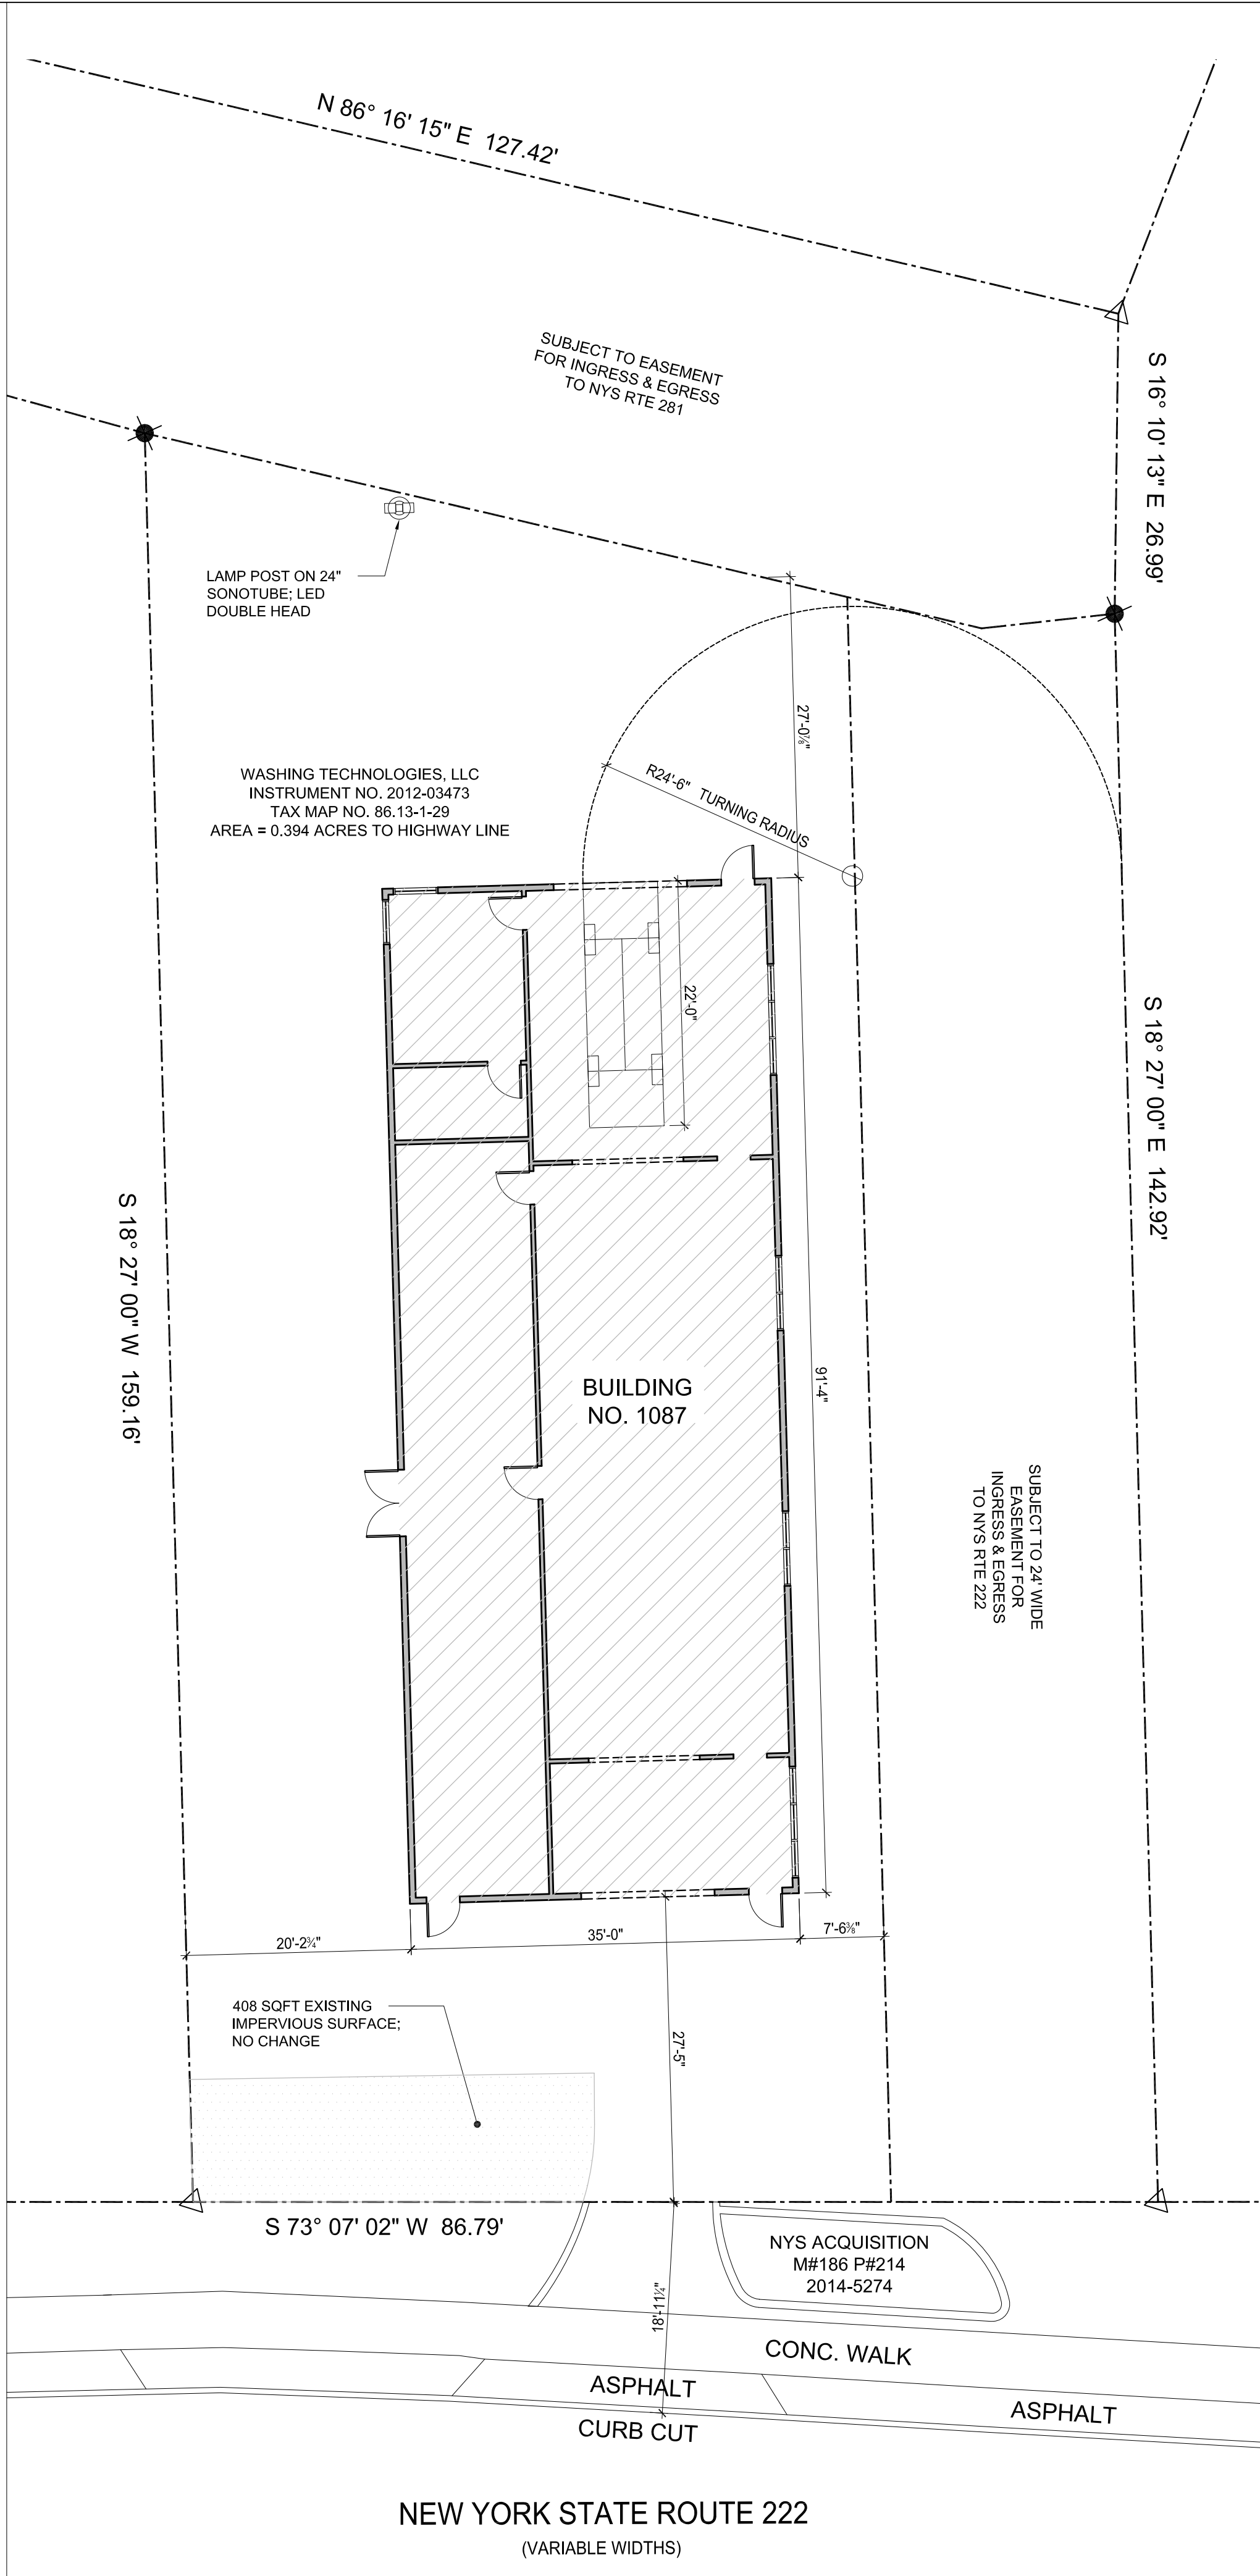 N 86° 16' 15" E 127.42'
SUBJECT TO EASEMENT
FOR INGRESS & EGRESS
TO NYS RTE 281
S 16° 10' 13" E 26.99'
LAMP POST ON 24"
SONOTUBE; LED
DOUBLE HEAD
27'-0⅞"
WASHING TECHNOLOGIES, LLC
INSTRUMENT NO. 2012-03473
TAX MAP NO. 86.13-1-29
AREA = 0.394 ACRES TO HIGHWAY LINE
R24'-6" TURNING RADIUS
22'-0"
S 18° 27' 00" E 142.92'
S 18° 27' 00" W 159.16'
BUILDING
NO. 1087
91'-4"
SUBJECT TO 24' WIDE
EASEMENT FOR
INGRESS & EGRESS
TO NYS RTE 222
20'-2¾"
35'-0"
7'-6⅜"
408 SQFT EXISTING
IMPERVIOUS SURFACE;
NO CHANGE
27'-5"
S 73° 07' 02" W 86.79'
NYS ACQUISITION
M#186 P#214
2014-5274
18'-11¼"
CONC. WALK
ASPHALT
ASPHALT
CURB CUT
NEW YORK STATE ROUTE 222
(VARIABLE WIDTHS)